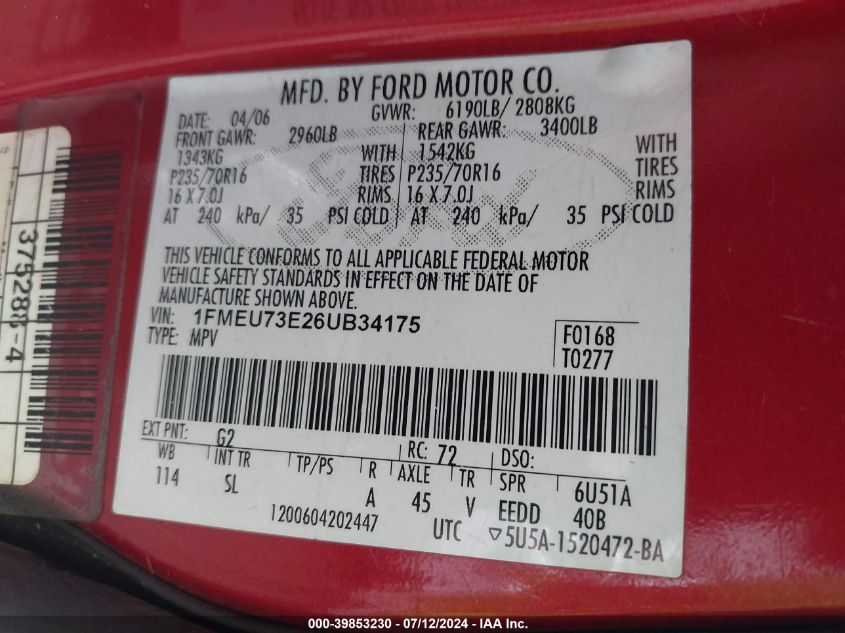 MFD. BY FORD MOTOR CO.
DATE: 04/06 GVWR: 6190LB/ 2808KG
FRONT GAWR: 2960LB REAR GAWR: 3400LB
1343KG WITH 1542KG WITH
P235/70R16 TIRES P235/70R16 TIRES
16 X 7.0J RIMS 16 X 7.0J RIMS
AT 240 kPa/ 35 PSI COLD AT 240 kPa/ 35 PSI COLD
THIS VEHICLE CONFORMS TO ALL APPLICABLE FEDERAL MOTOR
VEHICLE SAFETY STANDARDS IN EFFECT ON THE DATE OF
MANUFACTURE SHOWN ABOVE.
VIN: 1FMEU73E26UB34175
TYPE: MPV
F0168
T0277
EXT PNT: G2 RC: 72 DSO:
WB INT TR TP/PS R AXLE TR SPR 6U51A
114 SL A 45 V EEDD 40B
1200604202447 UTC ▽5U5A-1520472-BA
375288-4
000-39853230 - 07/12/2024 - IAA Inc.